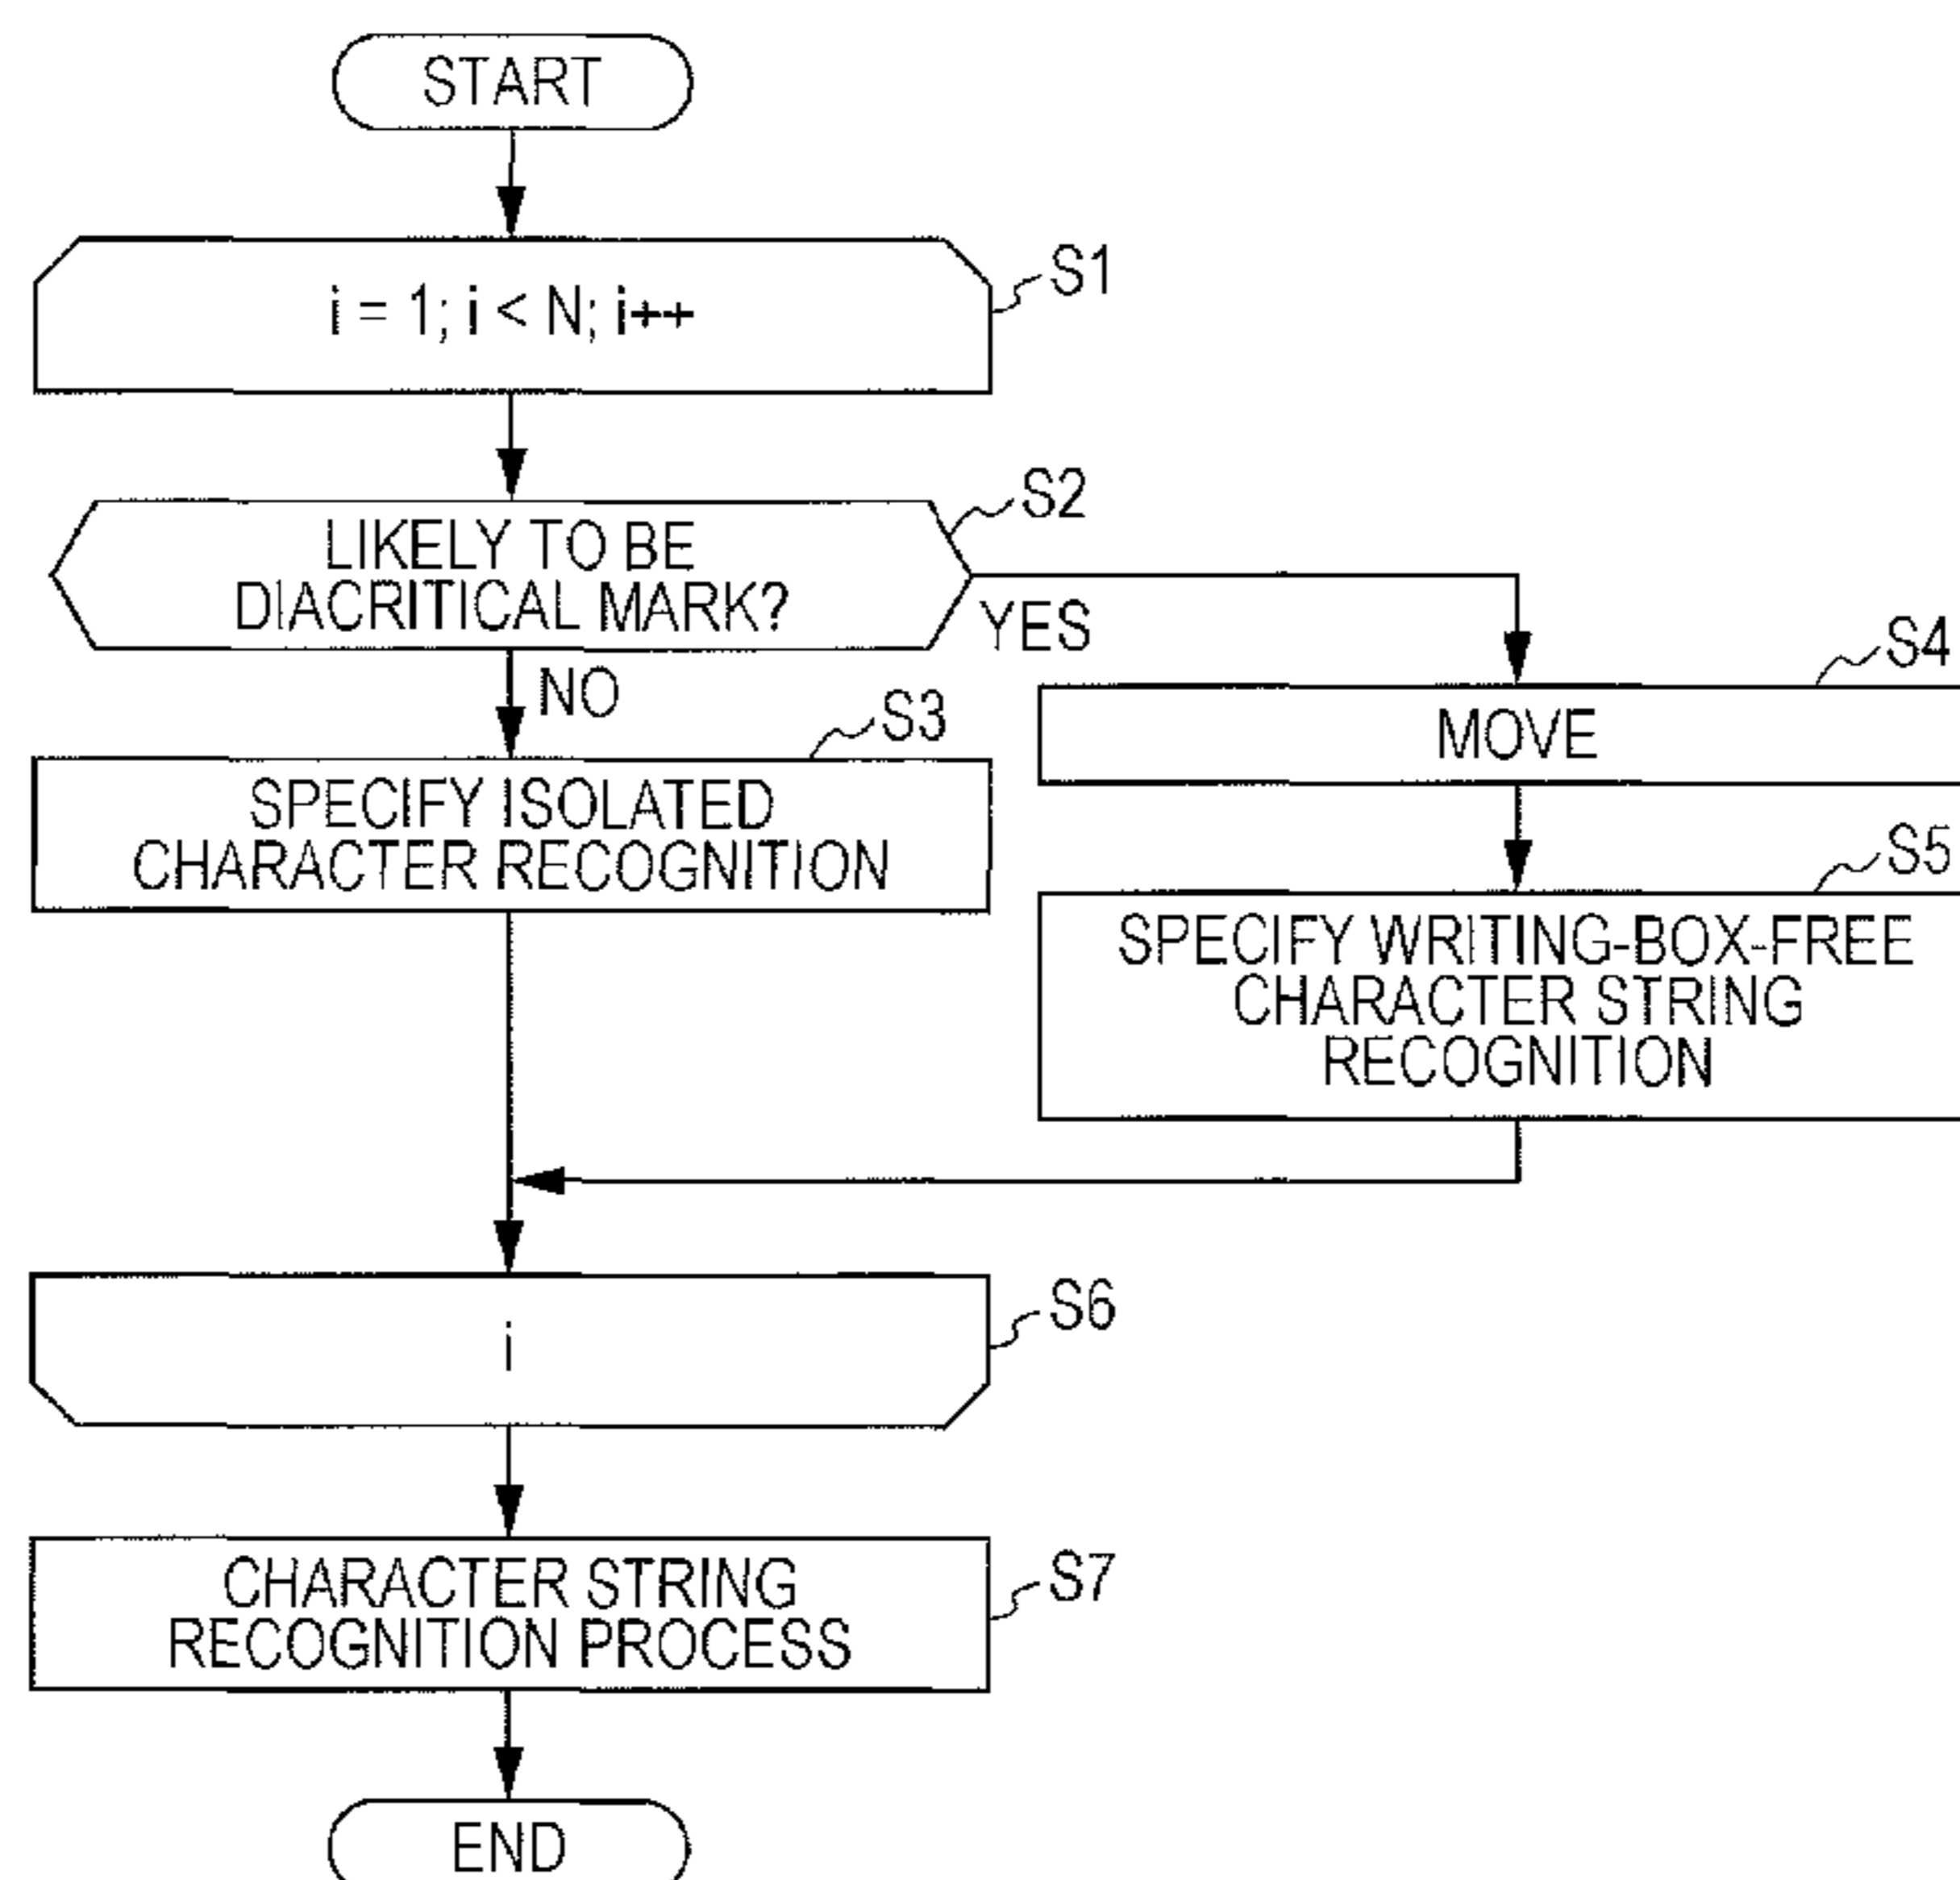 START
i = 1; i < N; i++
S1
LIKELY TO BE
DIACRITICAL MARK?
S2
YES
NO
S4
MOVE
S3
SPECIFY ISOLATED
CHARACTER RECOGNITION
S5
SPECIFY WRITING-BOX-FREE
CHARACTER STRING
RECOGNITION
i
S6
CHARACTER STRING
RECOGNITION PROCESS
S7
END